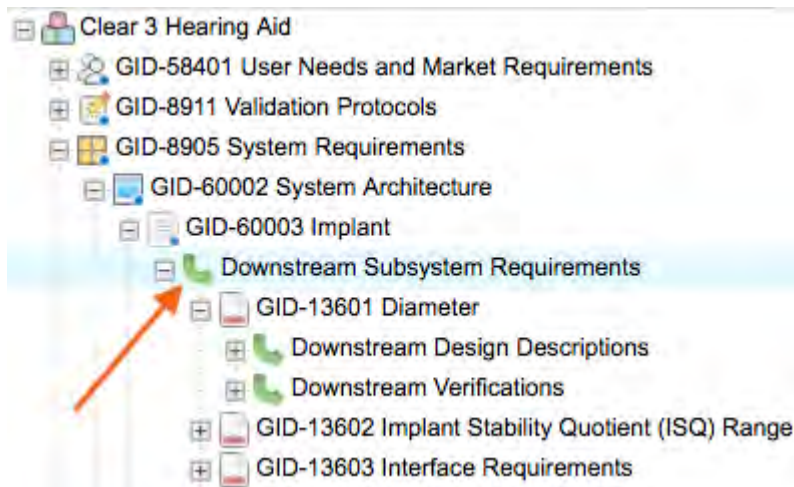 Clear 3 Hearing Aid
GID-58401 User Needs and Market Requirements
GID-8911 Validation Protocols
GID-8905 System Requirements
GID-60002 System Architecture
GID-60003 Implant
Downstream Subsystem Requirements
GID-13601 Diameter
Downstream Design Descriptions
Downstream Verifications
GID-13602 Implant Stability Quotient (ISQ) Range
GID-13603 Interface Requirements